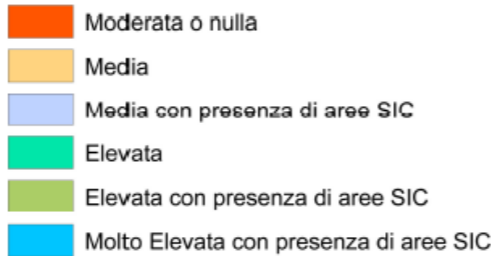 Moderata o nulla
Media
Media con presenza di aree SIC
Elevata
Elevata con presenza di aree SIC
Molto Elevata con presenza di aree SIC